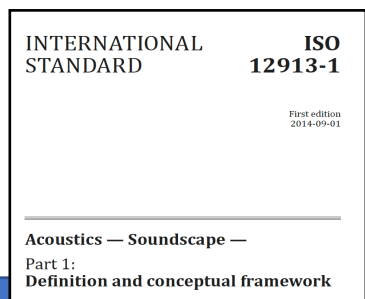 INTERNATIONAL ISO
STANDARD 12913-1
First edition
2014-09-01
Acoustics — Soundscape —
Part 1:
Definition and conceptual framework